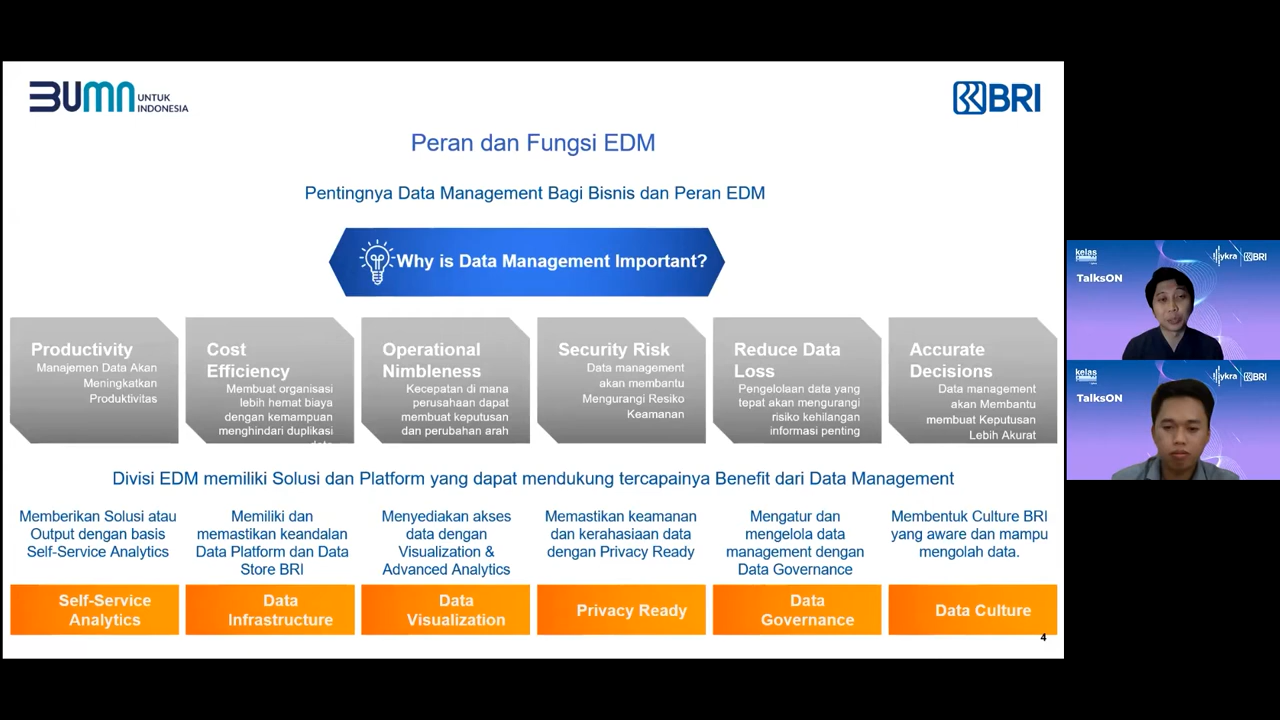 BUMN UNTUK
INDONESIA
BRI
Peran dan Fungsi EDM
Pentingnya Data Management Bagi Bisnis dan Peran EDM
Why is Data Management Important?
Productivity
Manajemen Data Akan
Meningkatkan
Produktivitas
Cost
Efficiency
Membuat organisasi
lebih hemat biaya
dengan kemampuan
menghindari duplikasi
Operational
Nimbleness
Kecepatan di mana
perusahaan dapat
membuat keputusan
dan perubahan arah
Security Risk
Data management
akan membantu
Mengurangi Resiko
Keamanan
Reduce Data
Loss
Pengelolaan data yang
tepat akan mengurangi
risiko kehilangan
informasi penting
Accurate
Decisions
Data management
akan Membantu
membuat Keputusan
Lebih Akurat
Divisi EDM memiliki Solusi dan Platform yang dapat mendukung tercapainya Benefit dari Data Management
Memberikan Solusi atau
Output dengan basis
Self-Service Analytics
Memiliki dan
memastikan keandalan
Data Platform dan Data
Store BRI
Menyediakan akses
data dengan
Visualization &
Advanced Analytics
Memastikan keamanan
dan kerahasiaan data
dengan Privacy Ready
Mengatur dan
mengelola data
management dengan
Data Governance
Membentuk Culture BRI
yang aware dan mampu
mengolah data.
Self-Service
Analytics
Data
Infrastructure
Data
Visualization
Privacy Ready
Data
Governance
Data Culture
4
kelas
ykra BRI
TalksON
kelas
ykra BRI
TalksON